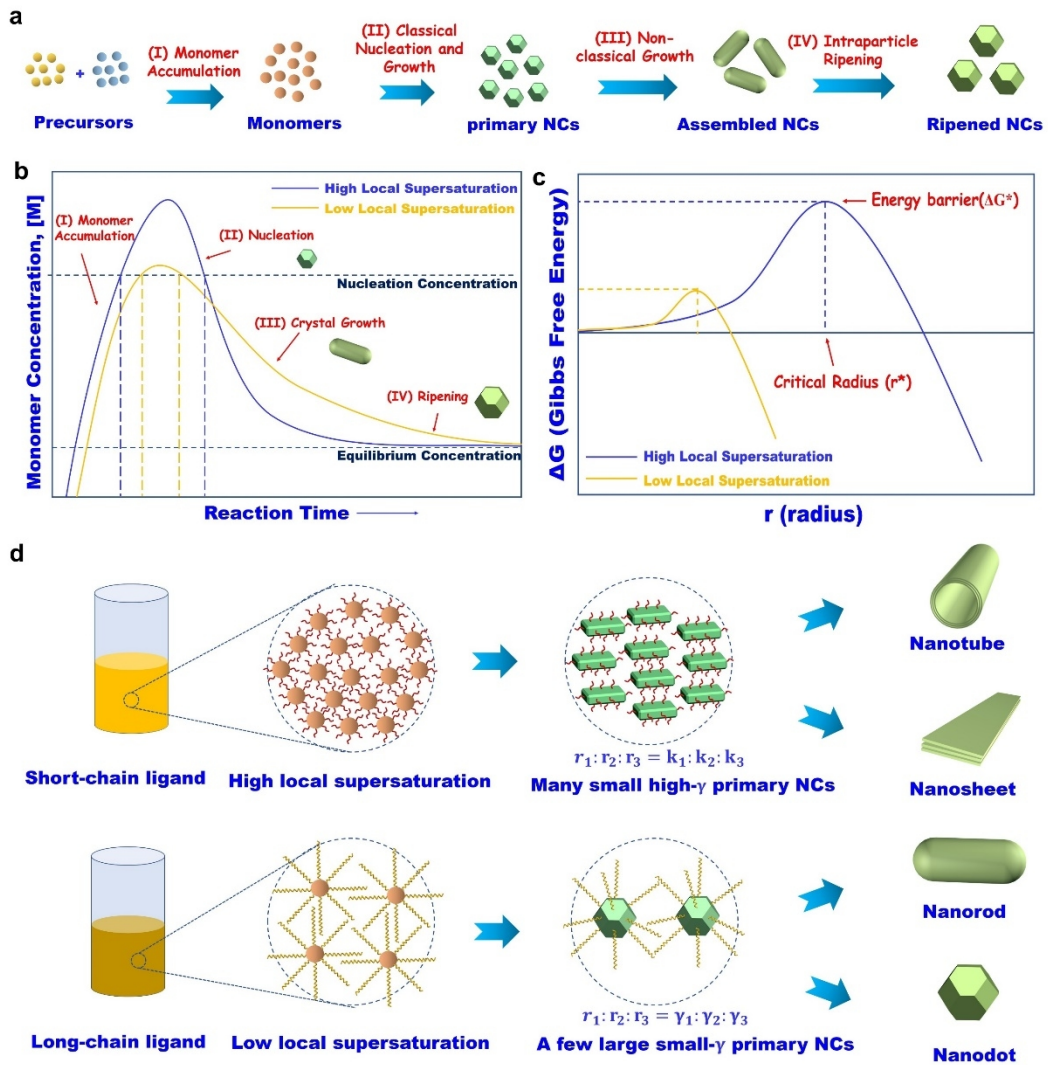 a
(I) Monomer
Accumulation
(II) Classical
Nucleation and
Growth
(III) Non-
classical Growth
(IV) Intraparticle
Ripening
+
Precursors
Monomers
primary NCs
Assembled NCs
Ripened NCs
b
High Local Supersaturation
Low Local Supersaturation
(I) Monomer
Accumulation
(II) Nucleation
Nucleation Concentration
(III) Crystal Growth
(IV) Ripening
Equilibrium Concentration
Monomer Concentration, [M]
Reaction Time
c
Energy barrier(ΔG*)
Critical Radius (r*)
High Local Supersaturation
Low Local Supersaturation
ΔG (Gibbs Free Energy)
r (radius)
d
Short-chain ligand
High local supersaturation
r₁: r₂: r₃ = k₁: k₂: k₃
Many small high-γ primary NCs
Nanotube
Nanosheet
Long-chain ligand
Low local supersaturation
r₁: r₂: r₃ = γ₁: γ₂: γ₃
A few large small-γ primary NCs
Nanorod
Nanodot